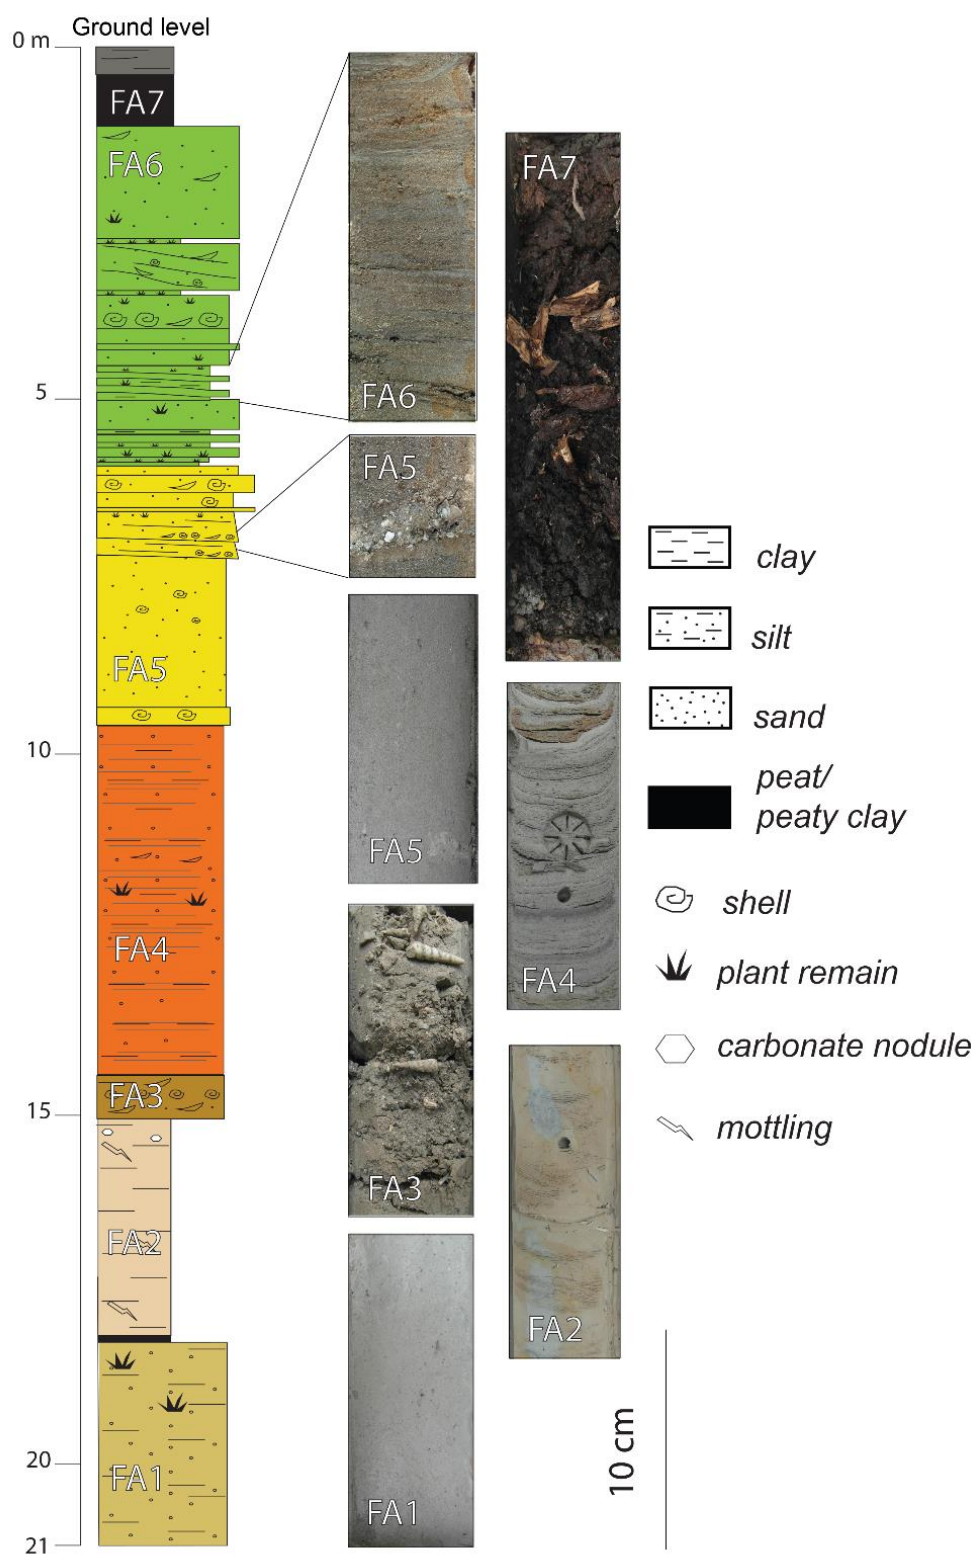 Ground level
0 m
5
10
15
20
21
FA7
FA6
FA5
FA4
FA3
FA2
FA1
FA6
FA5
FA5
FA3
FA1
FA7
FA4
FA2
10 cm
clay
silt
sand
peat/
peaty clay
shell
plant remain
carbonate nodule
mottling